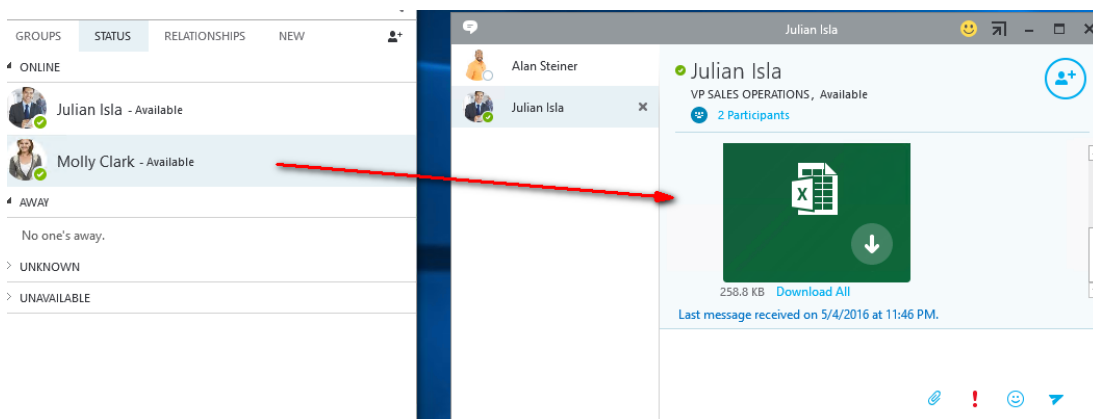 GROUPS STATUS RELATIONSHIPS NEW
ONLINE
Julian Isla - Available
Molly Clark - Available
AWAY
No one's away.
UNKNOWN
UNAVAILABLE
Julian Isla
Alan Steiner
Julian Isla
Julian Isla
VP SALES OPERATIONS, Available
2 Participants
X
258.8 KB Download All
Last message received on 5/4/2016 at 11:46 PM.